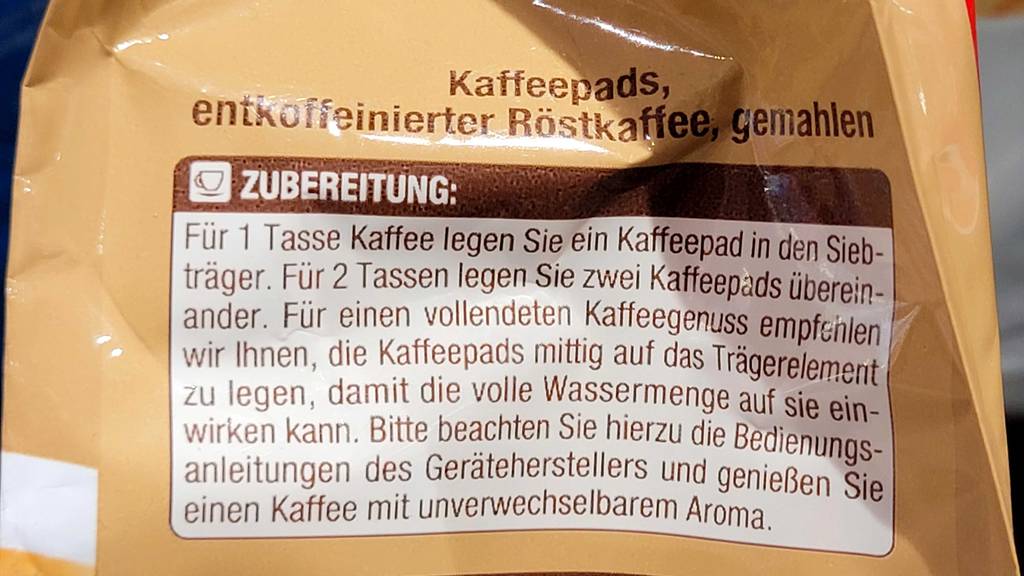 Kaffeepads,
entkoffeinierter Röstkaffee, gemahlen
ZUBEREITUNG:
Für 1 Tasse Kaffee legen Sie ein Kaffeepad in den Sieb-
träger. Für 2 Tassen legen Sie zwei Kaffeepads überein-
ander. Für einen vollendeten Kaffeegenuss empfehlen
wir Ihnen, die Kaffeepads mittig auf das Trägerelement
zu legen, damit die volle Wassermenge auf sie ein-
wirken kann. Bitte beachten Sie hierzu die Bedienungs-
anleitungen des Geräteherstellers und genießen Sie
einen Kaffee mit unverwechselbarem Aroma.